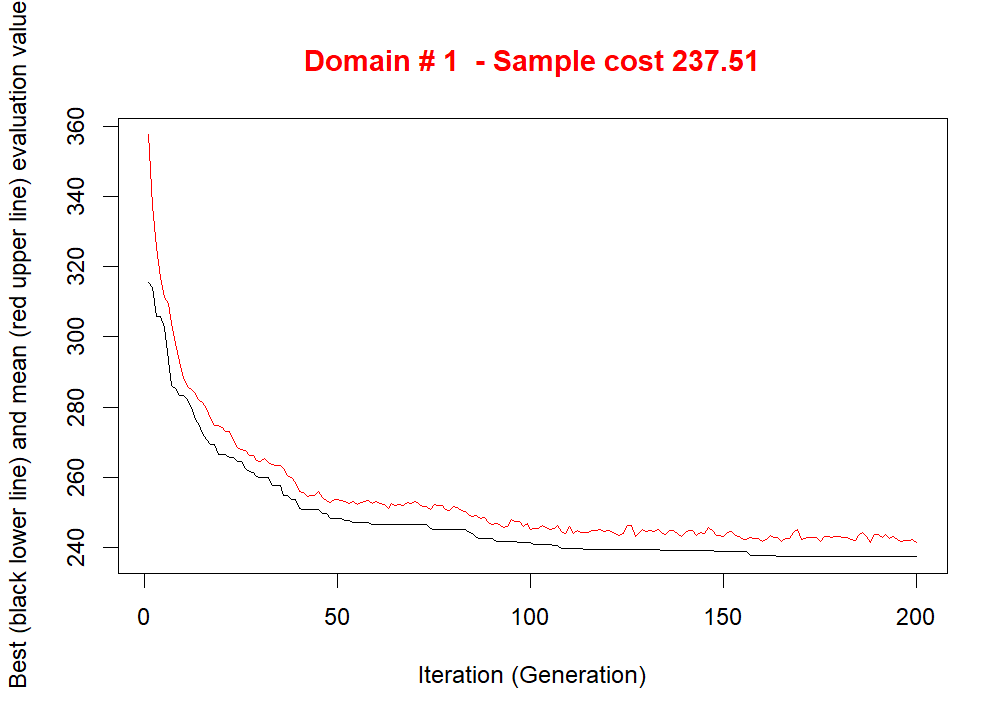 Domain # 1  - Sample cost 237.51
Best (black lower line) and mean (red upper line) evaluation value
360
340
320
300
280
260
240
0 50 100 150 200
Iteration (Generation)